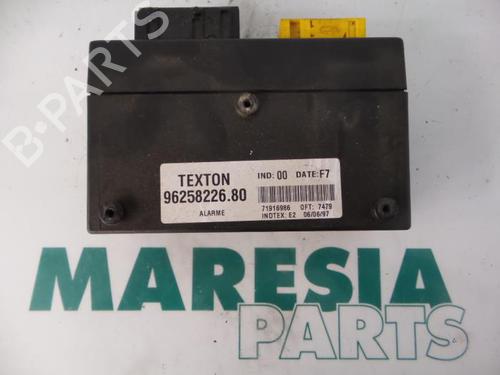 B-PARTS
TEXTON
96258226.80
ALARME
IND: 00 DATE: F7
71916986 OFT: 7479
INDTEX: E2 06/06/97
MARESIA
PARTS